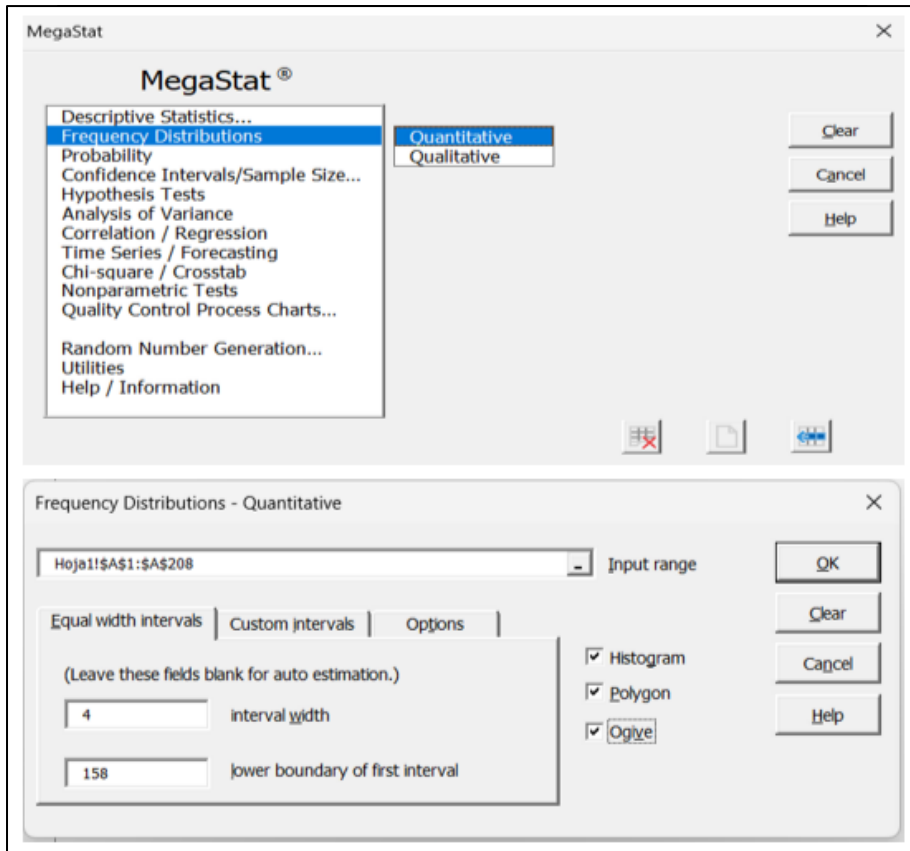 MegaStat
MegaStat ®
Descriptive Statistics...
Frequency Distributions
Probability
Confidence Intervals/Sample Size...
Hypothesis Tests
Analysis of Variance
Correlation / Regression
Time Series / Forecasting
Chi-square / Crosstab
Nonparametric Tests
Quality Control Process Charts...
Random Number Generation...
Utilities
Help / Information
Quantitative
Qualitative
Clear
Cancel
Help
Frequency Distributions - Quantitative
Hoja1!$A$1:$A$208
_ Input range
Equal width intervals
Custom intervals
Options
(Leave these fields blank for auto estimation.)
4 interval width
158 lower boundary of first interval
Histogram
Polygon
Ogive
OK
Clear
Cancel
Help